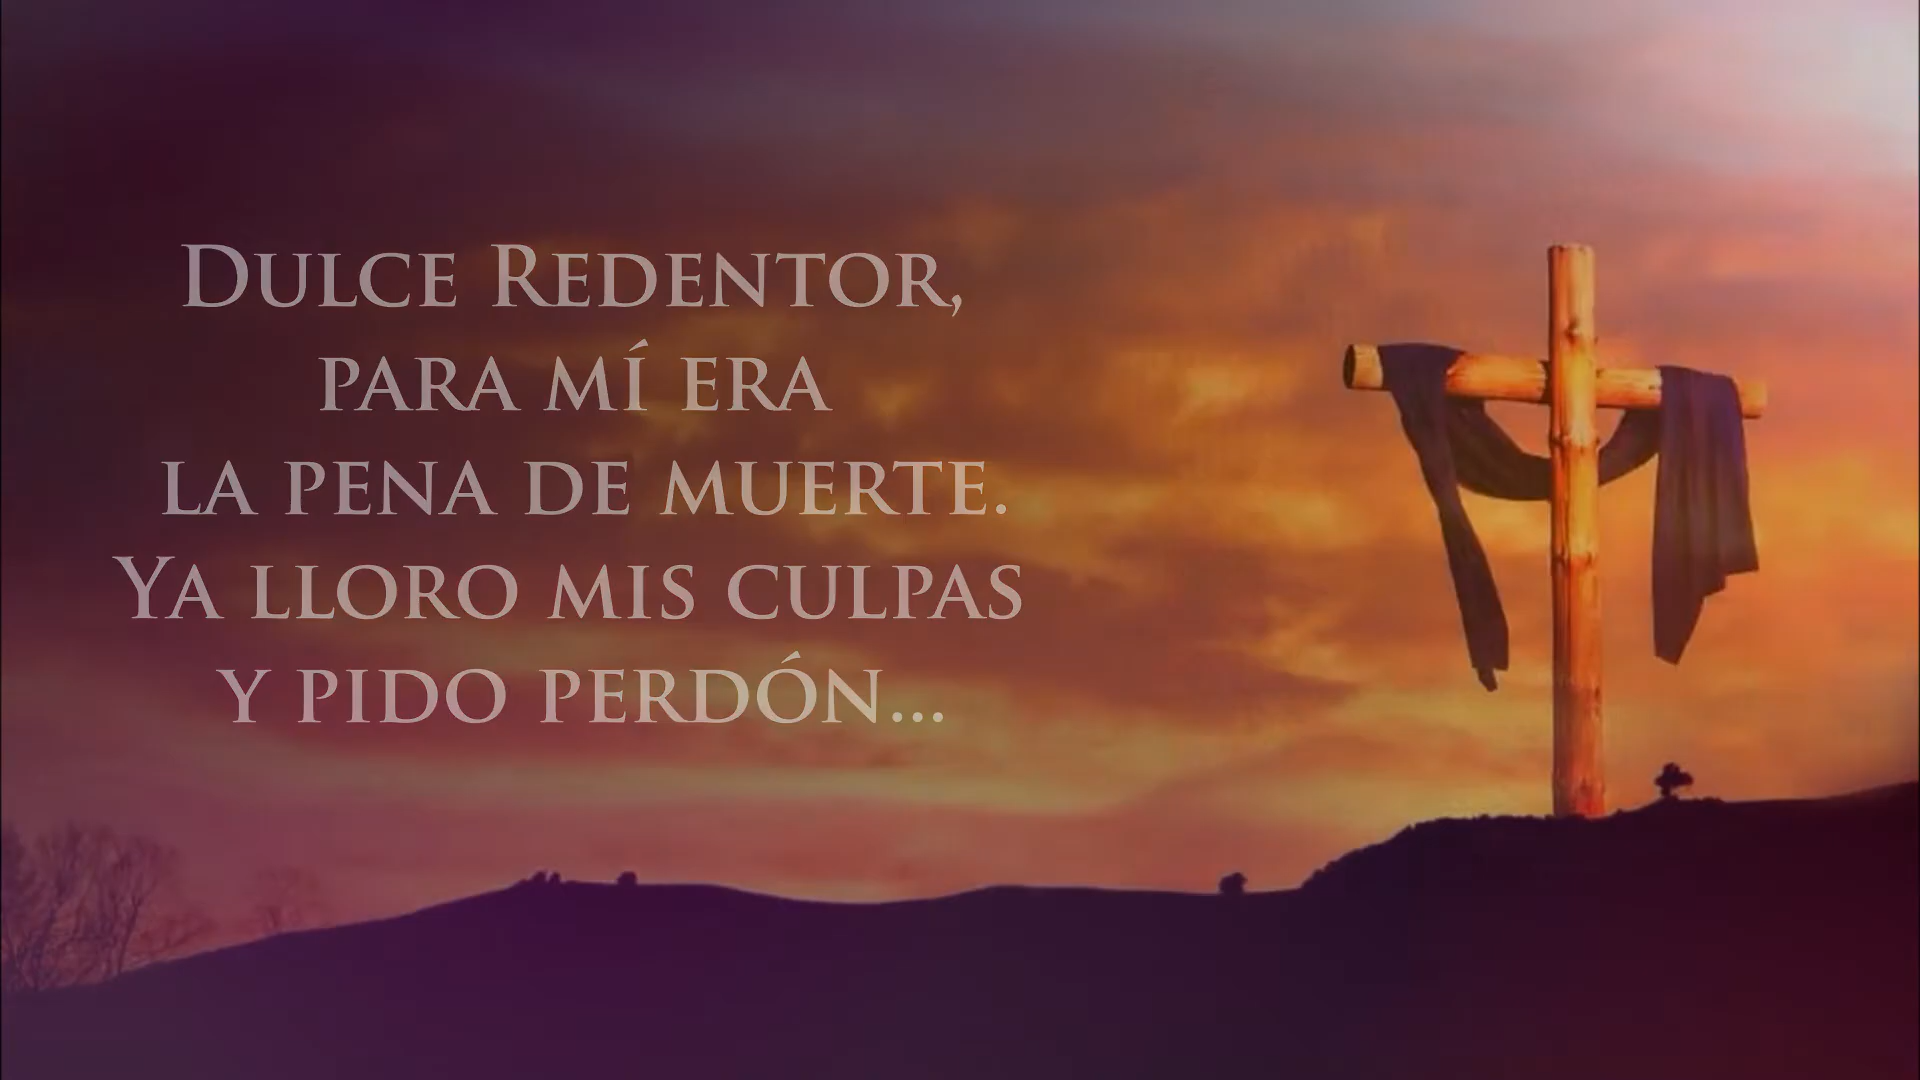 Dulce Redentor,
para mí era
la pena de muerte.
Ya lloro mis culpas
y pido perdón...